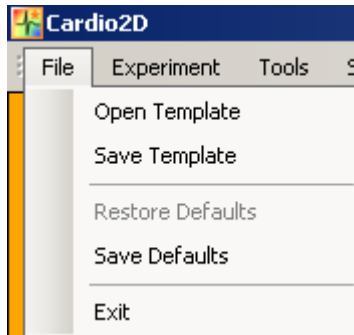 Cardio2D
File Experiment Tools
Open Template
Save Template
Restore Defaults
Save Defaults
Exit